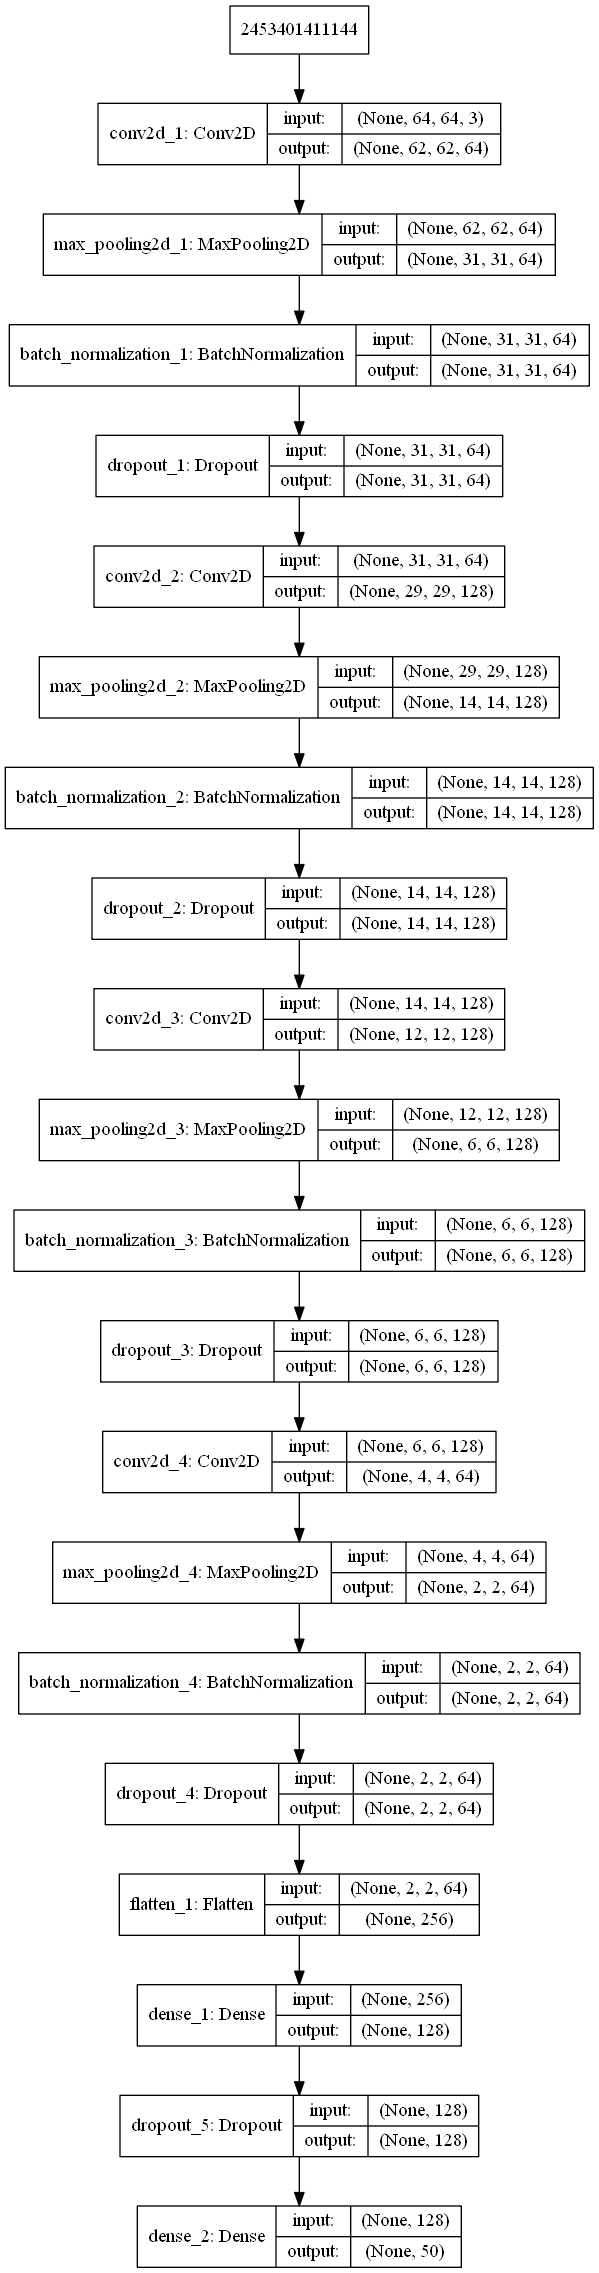 2453401411144
conv2d_1: Conv2D
input: (None, 64, 64, 3)
output: (None, 62, 62, 64)
max_pooling2d_1: MaxPooling2D
input: (None, 62, 62, 64)
output: (None, 31, 31, 64)
batch_normalization_1: BatchNormalization
input: (None, 31, 31, 64)
output: (None, 31, 31, 64)
dropout_1: Dropout
input: (None, 31, 31, 64)
output: (None, 31, 31, 64)
conv2d_2: Conv2D
input: (None, 31, 31, 64)
output: (None, 29, 29, 128)
max_pooling2d_2: MaxPooling2D
input: (None, 29, 29, 128)
output: (None, 14, 14, 128)
batch_normalization_2: BatchNormalization
input: (None, 14, 14, 128)
output: (None, 14, 14, 128)
dropout_2: Dropout
input: (None, 14, 14, 128)
output: (None, 14, 14, 128)
conv2d_3: Conv2D
input: (None, 14, 14, 128)
output: (None, 12, 12, 128)
max_pooling2d_3: MaxPooling2D
input: (None, 12, 12, 128)
output: (None, 6, 6, 128)
batch_normalization_3: BatchNormalization
input: (None, 6, 6, 128)
output: (None, 6, 6, 128)
dropout_3: Dropout
input: (None, 6, 6, 128)
output: (None, 6, 6, 128)
conv2d_4: Conv2D
input: (None, 6, 6, 128)
output: (None, 4, 4, 64)
max_pooling2d_4: MaxPooling2D
input: (None, 4, 4, 64)
output: (None, 2, 2, 64)
batch_normalization_4: BatchNormalization
input: (None, 2, 2, 64)
output: (None, 2, 2, 64)
dropout_4: Dropout
input: (None, 2, 2, 64)
output: (None, 2, 2, 64)
flatten_1: Flatten
input: (None, 2, 2, 64)
output: (None, 256)
dense_1: Dense
input: (None, 256)
output: (None, 128)
dropout_5: Dropout
input: (None, 128)
output: (None, 128)
dense_2: Dense
input: (None, 128)
output: (None, 50)